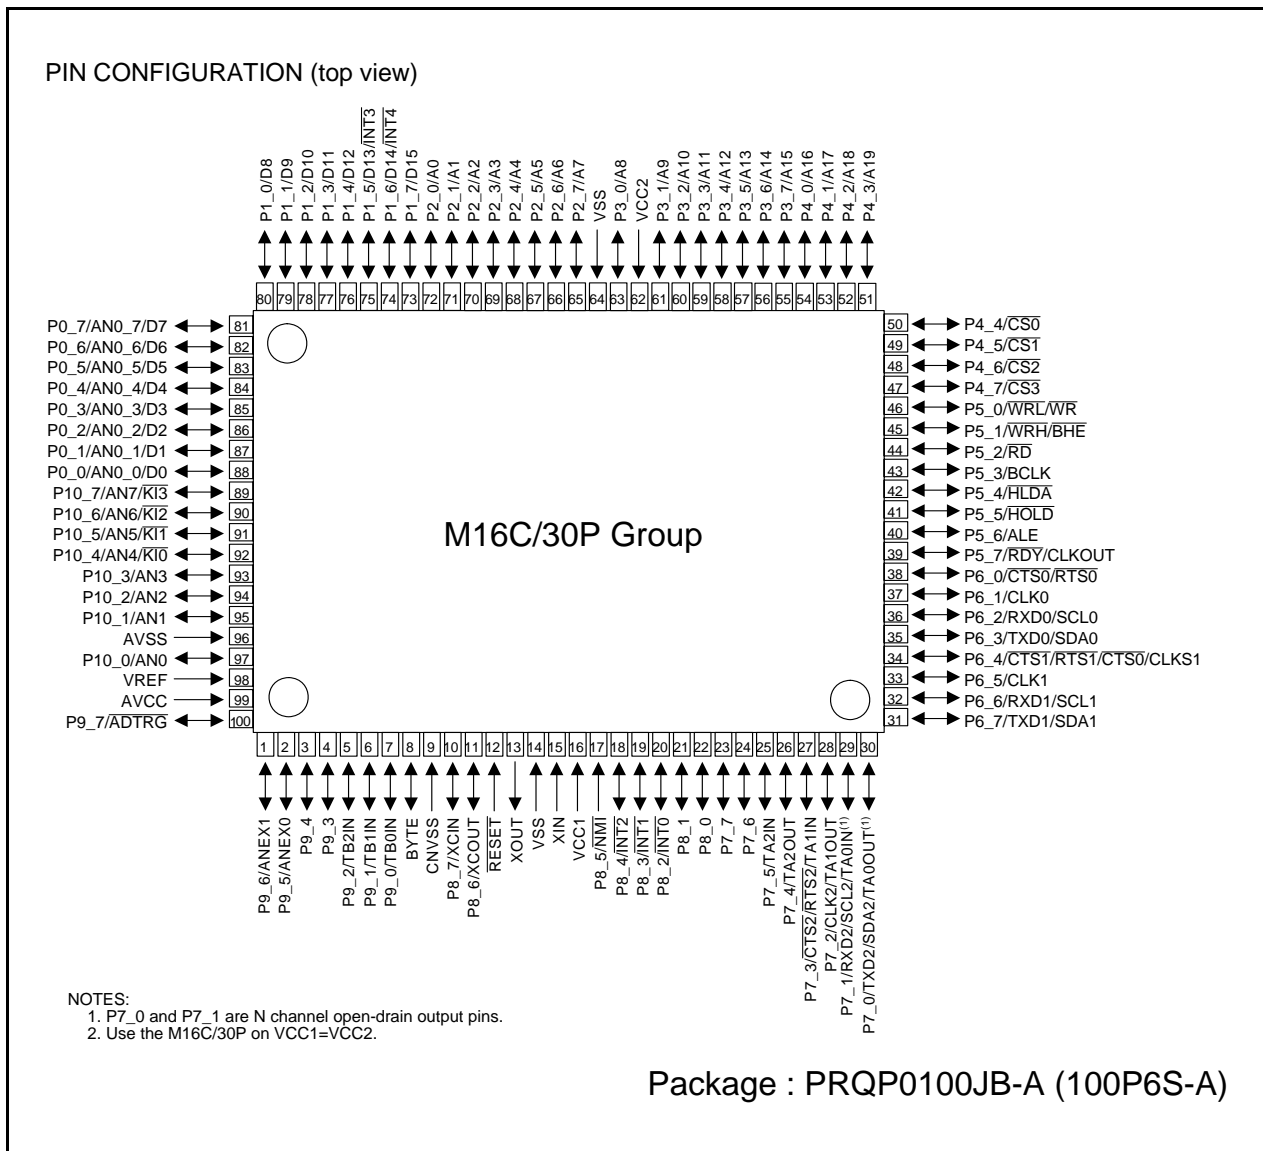 PIN CONFIGURATION (top view)
P1_0/D8
P1_1/D9
P1_2/D10
P1_3/D11
P1_4/D12
P1_5/D13/INT3
P1_6/D14/INT4
P1_7/D15
P2_0/A0
P2_1/A1
P2_2/A2
P2_3/A3
P2_4/A4
P2_5/A5
P2_6/A6
P2_7/A7
VSS
P3_0/A8
VCC2
P3_1/A9
P3_2/A10
P3_3/A11
P3_4/A12
P3_5/A13
P3_6/A14
P3_7/A15
P4_0/A16
P4_1/A17
P4_2/A18
P4_3/A19
80 79 78 77 76 75 74 73 72 71 70 69 68 67 66 65 64 63 62 61 60 59 58 57 56 55 54 53 52 51
P0_7/AN0_7/D7 81
P0_6/AN0_6/D6 82
P0_5/AN0_5/D5 83
P0_4/AN0_4/D4 84
P0_3/AN0_3/D3 85
P0_2/AN0_2/D2 86
P0_1/AN0_1/D1 87
P0_0/AN0_0/D0 88
P10_7/AN7/KI3 89
P10_6/AN6/KI2 90
P10_5/AN5/KI1 91
P10_4/AN4/KI0 92
P10_3/AN3 93
P10_2/AN2 94
P10_1/AN1 95
AVSS 96
P10_0/AN0 97
VREF 98
AVCC 99
P9_7/ADTRG 100
M16C/30P Group
50 P4_4/CS0
49 P4_5/CS1
48 P4_6/CS2
47 P4_7/CS3
46 P5_0/WRL/WR
45 P5_1/WRH/BHE
44 P5_2/RD
43 P5_3/BCLK
42 P5_4/HLDA
41 P5_5/HOLD
40 P5_6/ALE
39 P5_7/RDY/CLKOUT
38 P6_0/CTS0/RTS0
37 P6_1/CLK0
36 P6_2/RXD0/SCL0
35 P6_3/TXD0/SDA0
34 P6_4/CTS1/RTS1/CTS0/CLKS1
33 P6_5/CLK1
32 P6_6/RXD1/SCL1
31 P6_7/TXD1/SDA1
1 2 3 4 5 6 7 8 9 10 11 12 13 14 15 16 17 18 19 20 21 22 23 24 25 26 27 28 29 30
P9_6/ANEX1
P9_5/ANEX0
P9_4
P9_3
P9_2/TB2IN
P9_1/TB1IN
P9_0/TB0IN
BYTE
CNVSS
P8_7/XCIN
P8_6/XCOUT
RESET
XOUT
VSS
XIN
VCC1
P8_5/NMI
P8_4/INT2
P8_3/INT1
P8_2/INT0
P8_1
P8_0
P7_7
P7_6
P7_5/TA2IN
P7_4/TA2OUT
P7_3/CTS2/RTS2/TA1IN
P7_2/CLK2/TA1OUT
P7_1/RXD2/SCL2/TA0IN(1)
P7_0/TXD2/SDA2/TA0OUT(1)
NOTES:
1. P7_0 and P7_1 are N channel open-drain output pins.
2. Use the M16C/30P on VCC1=VCC2.
Package : PRQP0100JB-A (100P6S-A)